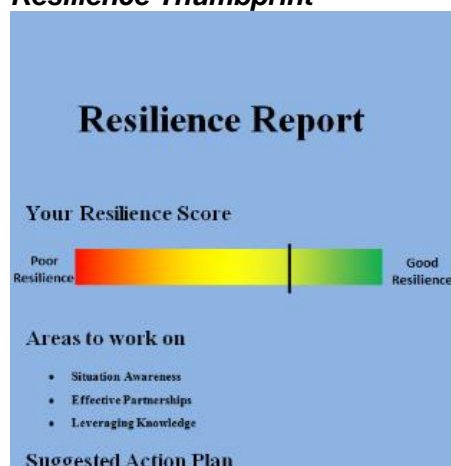 Resilience Thumbprint
Resilience Report
Your Resilience Score
Poor
Resilience
Good
Resilience
Areas to work on
• Situation Awareness
• Effective Partnerships
• Leveraging Knowledge
Suggested Action Plan